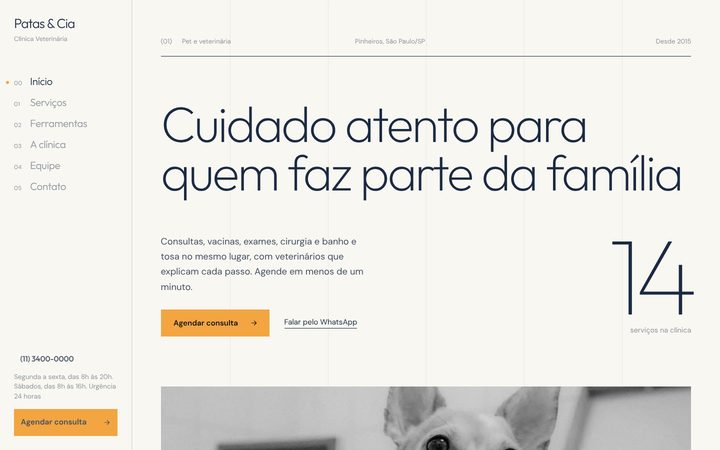 Patas & Cia
Clínica Veterinária
00 Início
01 Serviços
02 Ferramentas
03 A clínica
04 Equipe
05 Contato
(11) 3400-0000
Segunda a sexta, das 8h às 20h.
Sábados, das 8h às 16h. Urgência
24 horas
Agendar consulta →
(01) Pet e veterinária
Pinheiros, São Paulo/SP
Desde 2015
Cuidado atento para
quem faz parte da família
Consultas, vacinas, exames, cirurgia e banho e
tosa no mesmo lugar, com veterinários que
explicam cada passo. Agende em menos de um
minuto.
Agendar consulta →
Falar pelo WhatsApp
14
serviços na clínica